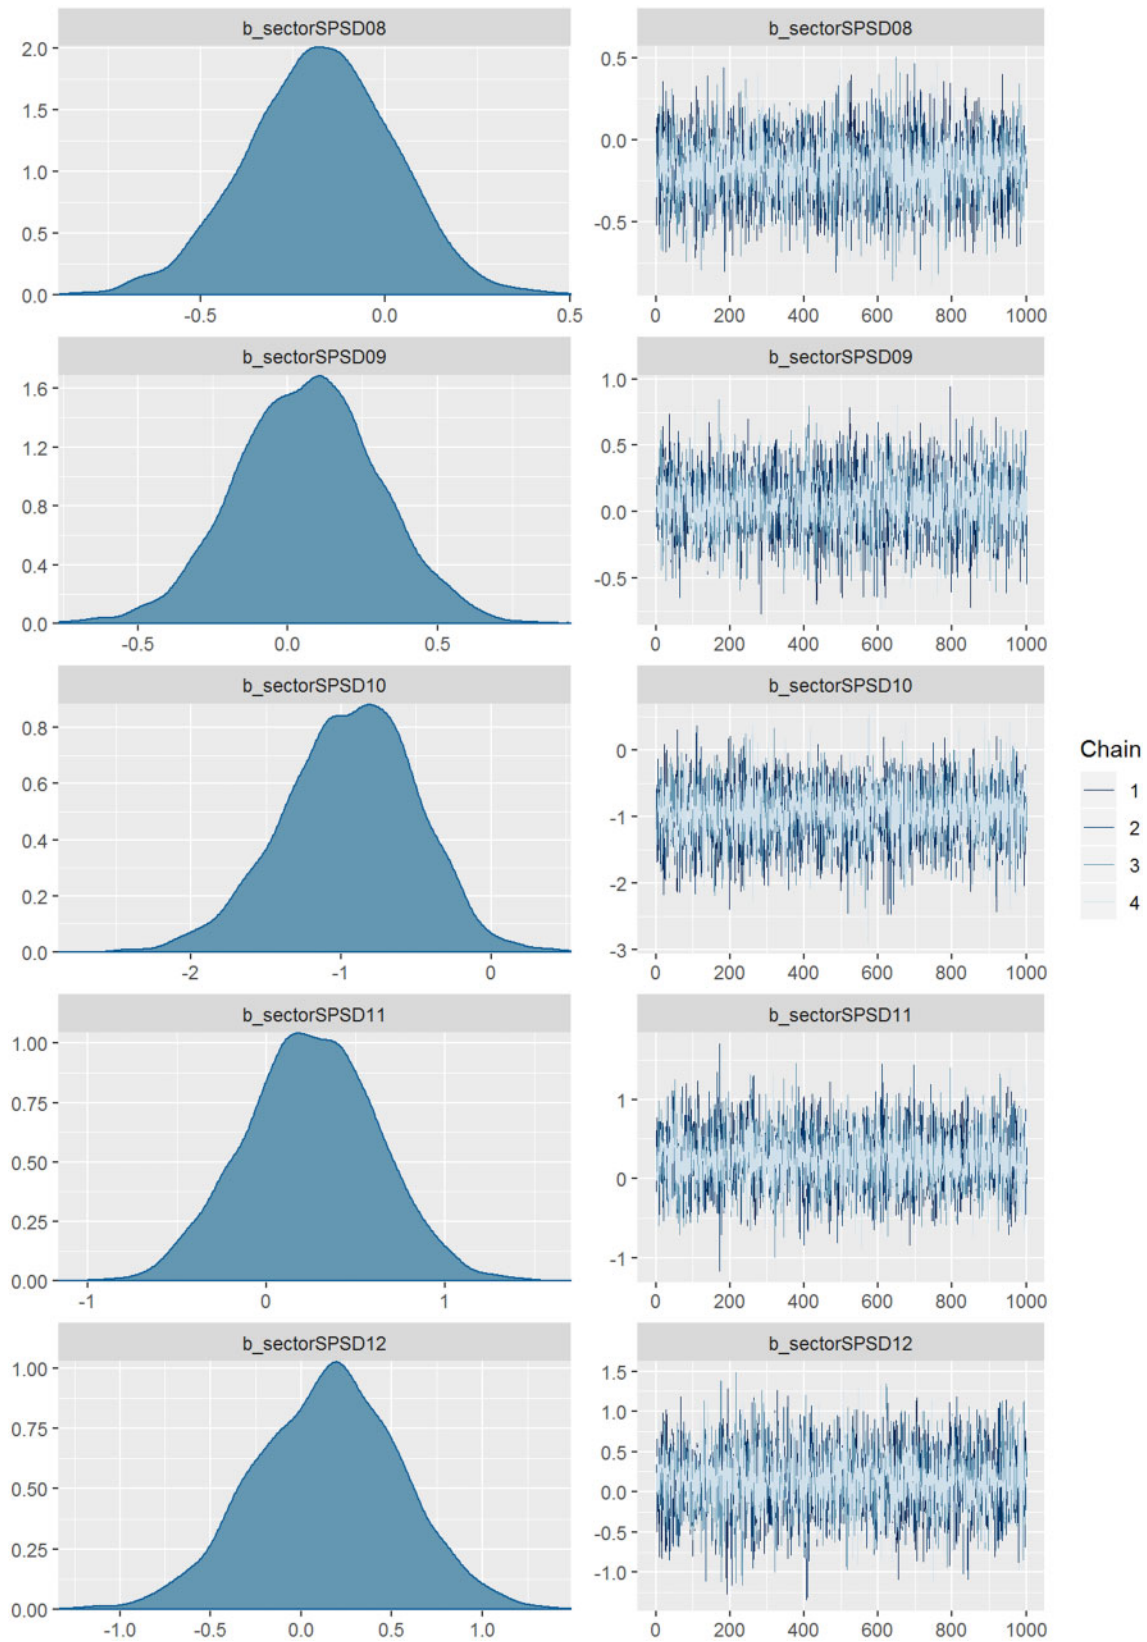 b_sectorSPSD08
2.0
1.5
1.0
0.5
0.0
-0.5 0.0 0.5
b_sectorSPSD08
0.5
0.0
-0.5
0 200 400 600 800 1000
b_sectorSPSD09
1.6
1.2
0.8
0.4
0.0
-0.5 0.0 0.5
b_sectorSPSD09
1.0
0.5
0.0
-0.5
0 200 400 600 800 1000
b_sectorSPSD10
0.8
0.6
0.4
0.2
0.0
-2 -1 0
b_sectorSPSD10
0
-1
-2
-3
0 200 400 600 800 1000
b_sectorSPSD11
1.00
0.75
0.50
0.25
0.00
-1 0 1
b_sectorSPSD11
1
0
-1
0 200 400 600 800 1000
b_sectorSPSD12
1.00
0.75
0.50
0.25
0.00
-1.0 -0.5 0.0 0.5 1.0
b_sectorSPSD12
1.5
1.0
0.5
0.0
-0.5
-1.0
0 200 400 600 800 1000
Chain
1
2
3
4